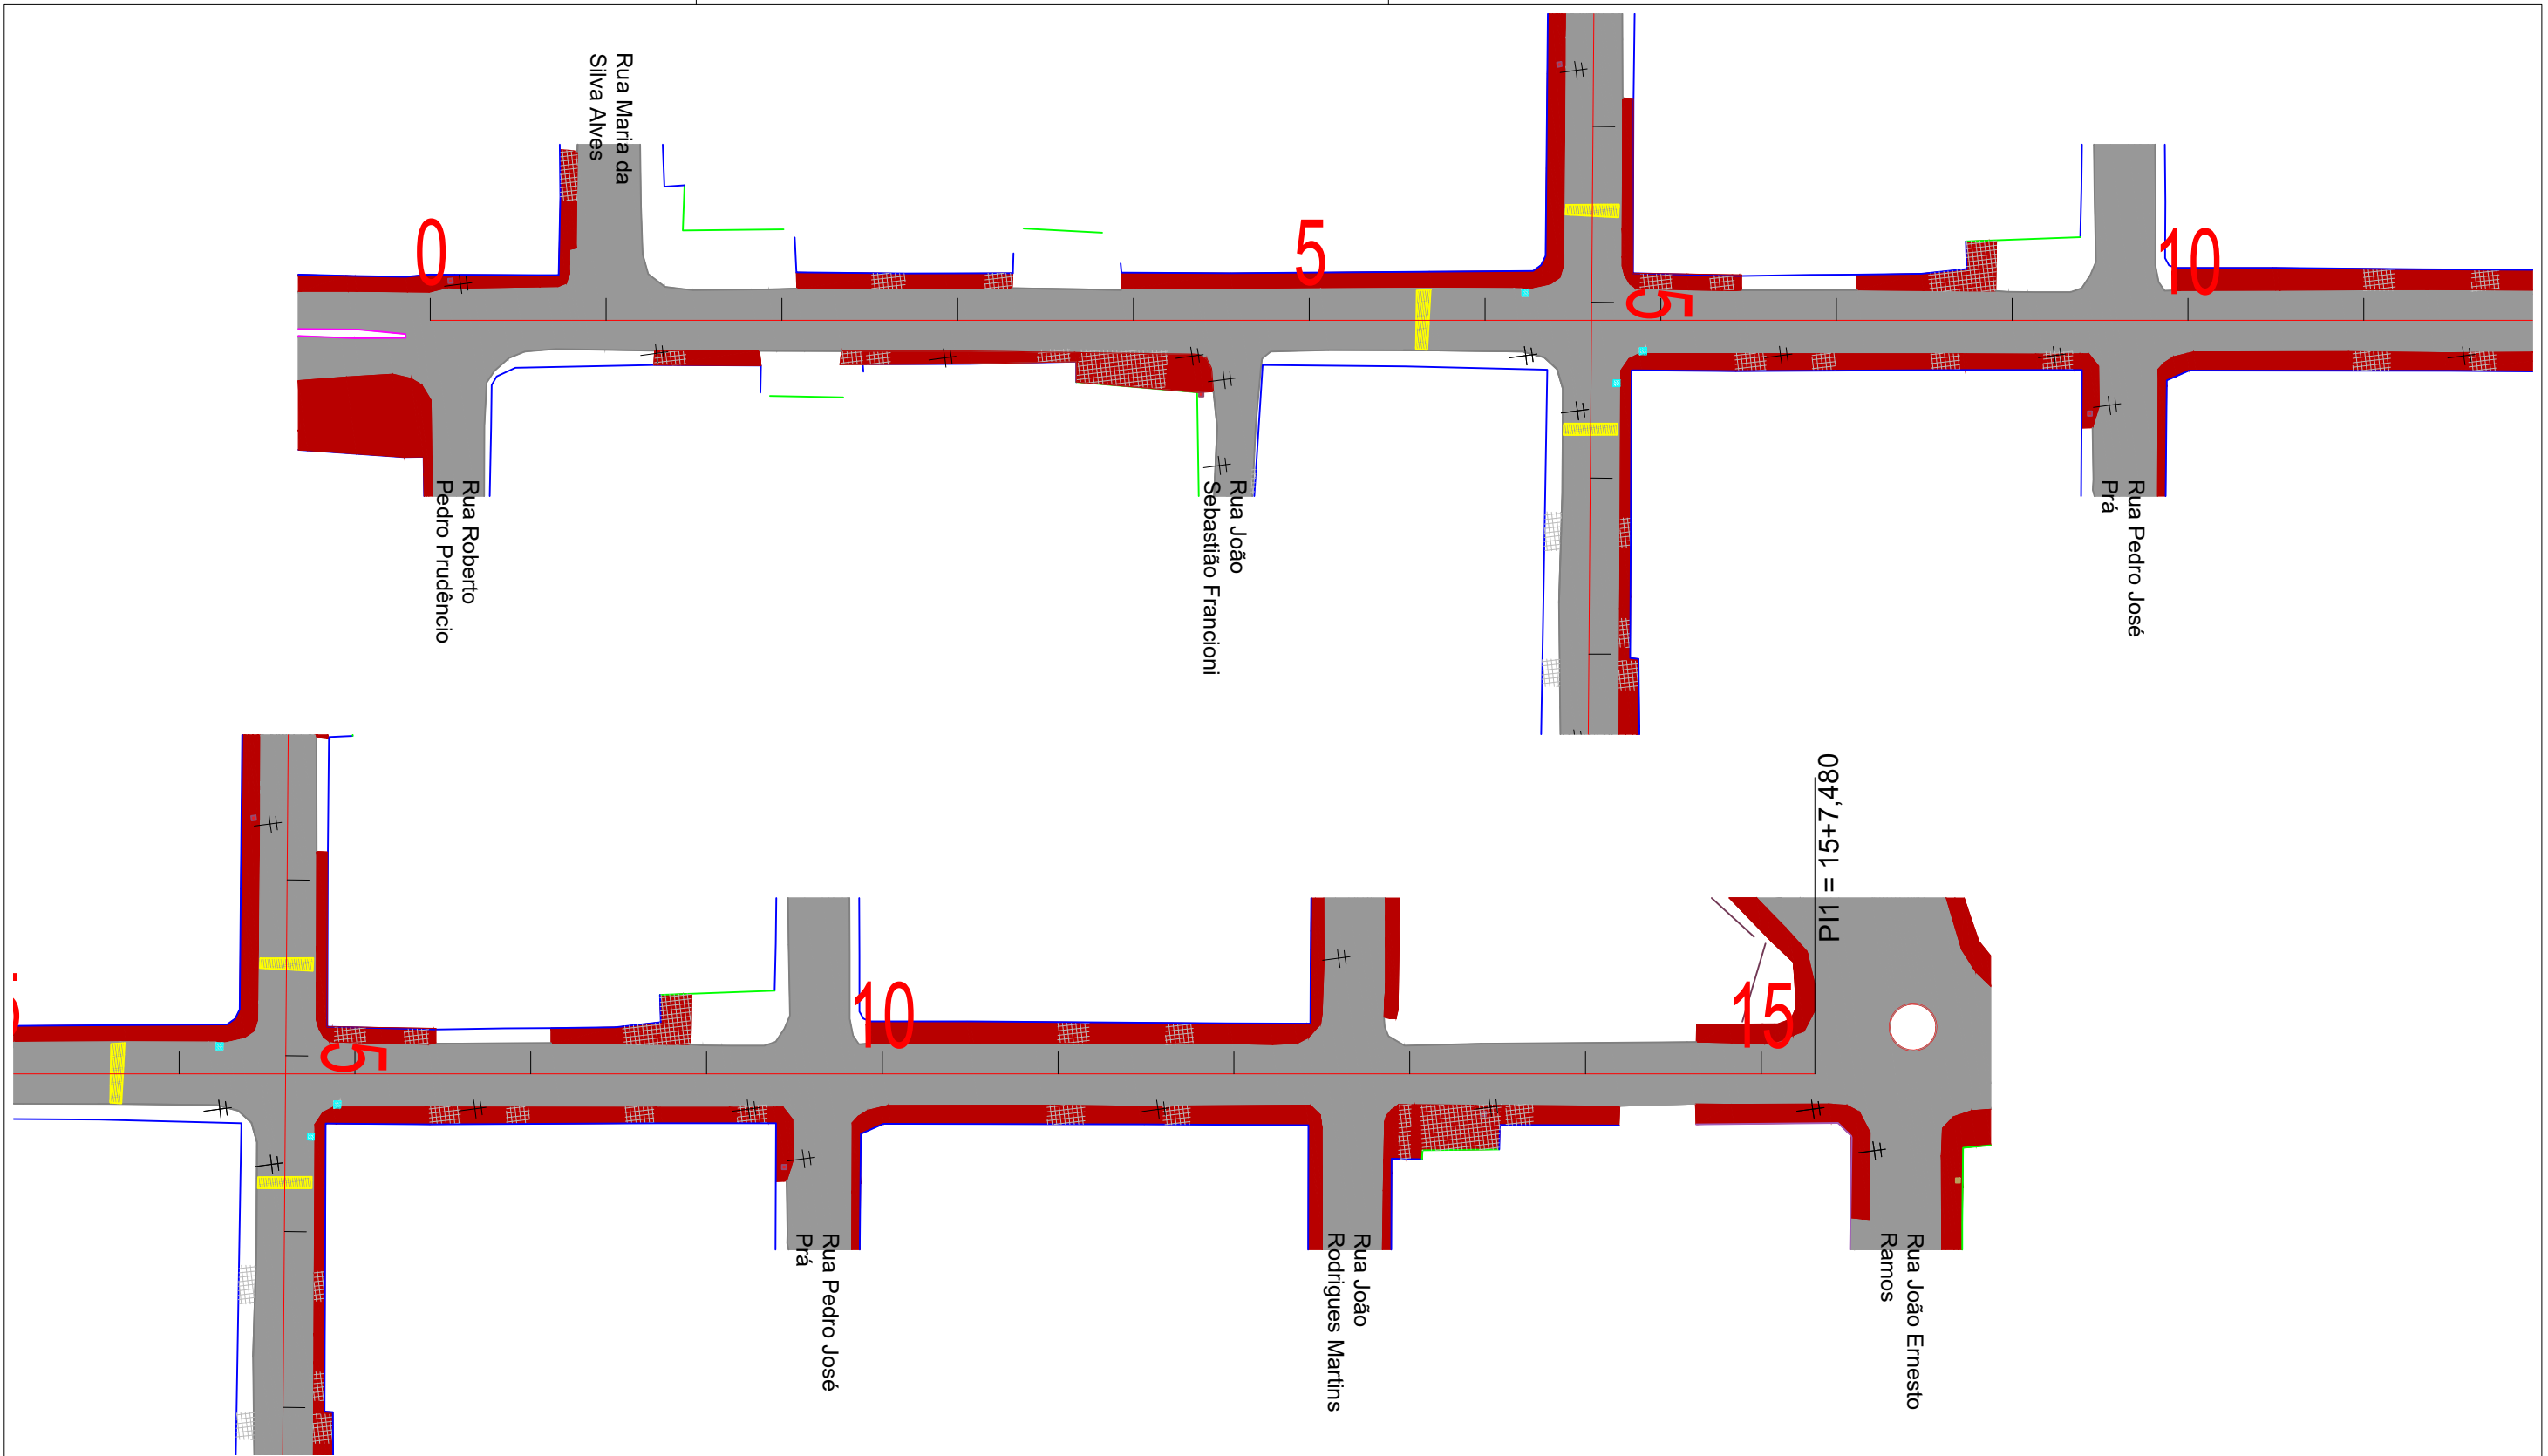 Rua Maria da
Silva Alves
0
5
10
5
Rua Roberto
Pedro Prudêncio
Rua João
Sebastião Francioni
Rua Pedro José
Prá
PI1 = 15+7,480
5
10
15
Rua Pedro José
Prá
Rua João
Rodrigues Martins
Rua João Ernesto
Ramos